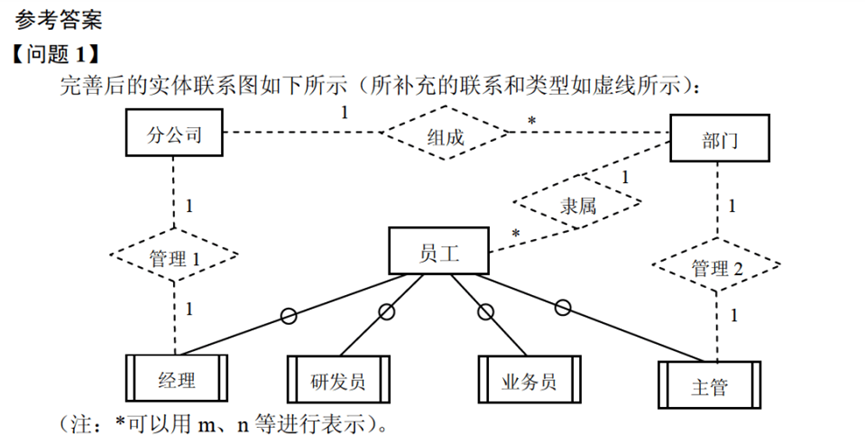 参考答案
【问题1】
完善后的实体联系图如下所示（所补充的联系和类型如虚线所示）：
分公司
1
组成
*
部门
1
隶属
*
1
员工
1
管理1
管理2
1
1
经理
研发员
业务员
主管
（注：*可以用m、n等进行表示）。